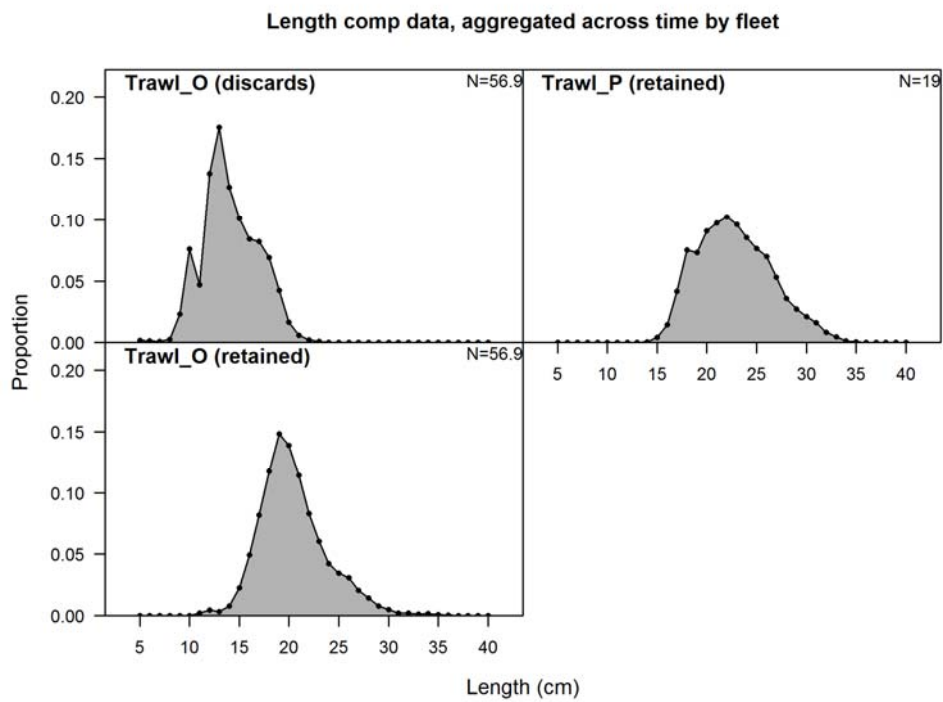 Length comp data, aggregated across time by fleet
Trawl_O (discards)
N=56.9
Trawl_P (retained)
N=19
0.20
0.15
0.10
0.05
0.00
5 10 15 20 25 30 35 40
Trawl_O (retained)
N=56.9
0.20
0.15
0.10
0.05
0.00
5 10 15 20 25 30 35 40
Proportion
Length (cm)